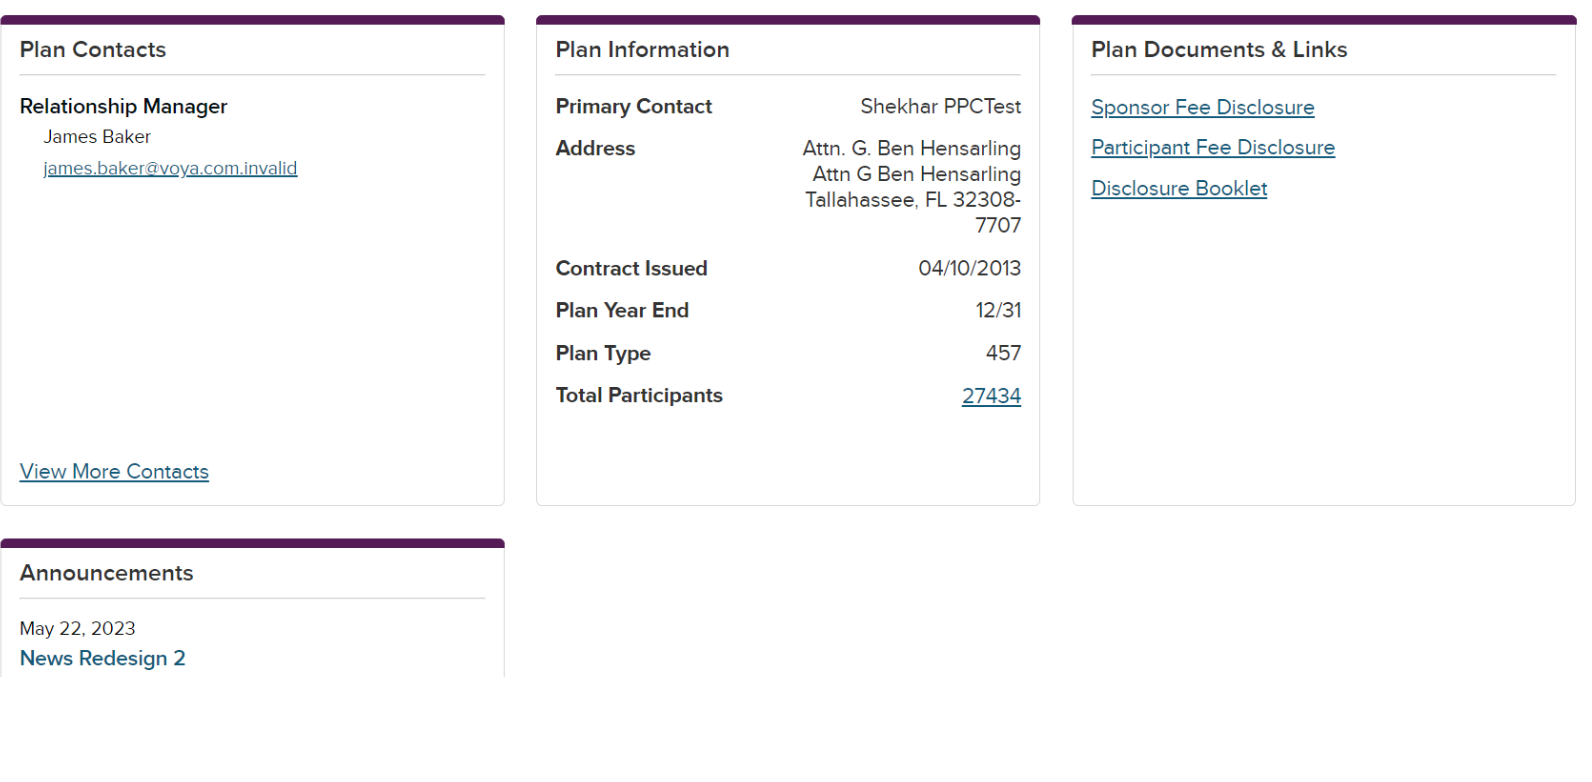 Plan Contacts
Relationship Manager
James Baker
james.baker@voya.com.invalid
View More Contacts
Plan Information
Primary Contact Shekhar PPCTest
Address Attn. G. Ben Hensarling
Attn G Ben Hensarling
Tallahassee, FL 32308-
7707
Contract Issued 04/10/2013
Plan Year End 12/31
Plan Type 457
Total Participants 27434
Plan Documents & Links
Sponsor Fee Disclosure
Participant Fee Disclosure
Disclosure Booklet
Announcements
May 22, 2023
News Redesign 2